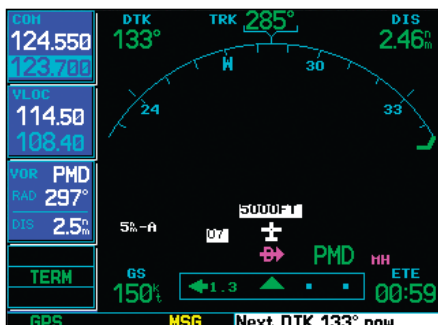 COM
124.550
123.700
VLOC
114.50
108.40
VOR PMD
RAD 297°
DIS 2.5nm
TERM
DTK
133°
TRK 285°
DIS
2.46nm
W
30
24
33
5000FT
5nm-A
07
PMD
MH
GS
150kt
1.3
ETE
00:59
GPS
MSG
Next DTK 133° now